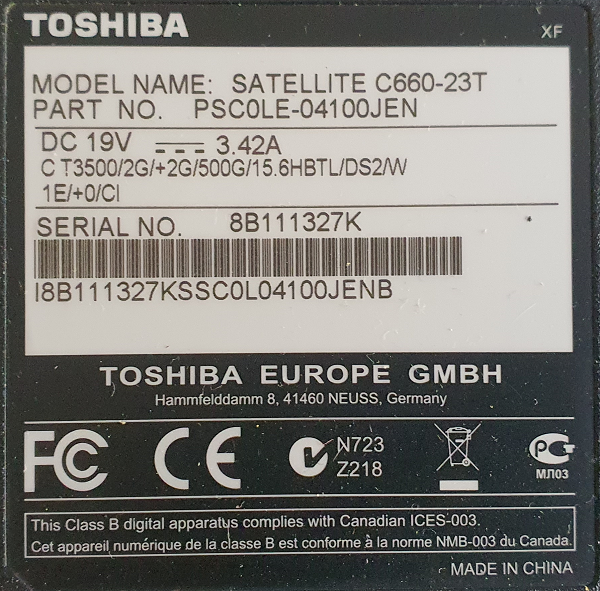 TOSHIBA
XF
MODEL NAME: SATELLITE C660-23T
PART NO. PSC0LE-04100JEN
DC 19V 3.42A
C T3500/2G/+2G/500G/15.6HBTL/DS2/W
1E/+0/CI
SERIAL NO. 8B111327K
I8B111327KSSC0L04100JENB
TOSHIBA EUROPE GMBH
Hammfelddamm 8, 41460 NEUSS, Germany
FC CE N723
Z218
PG
МЛ03
This Class B digital apparatus complies with Canadian ICES-003.
Cet appareil numérique de la classe B est conforme à la norme NMB-003 du Canada.
MADE IN CHINA